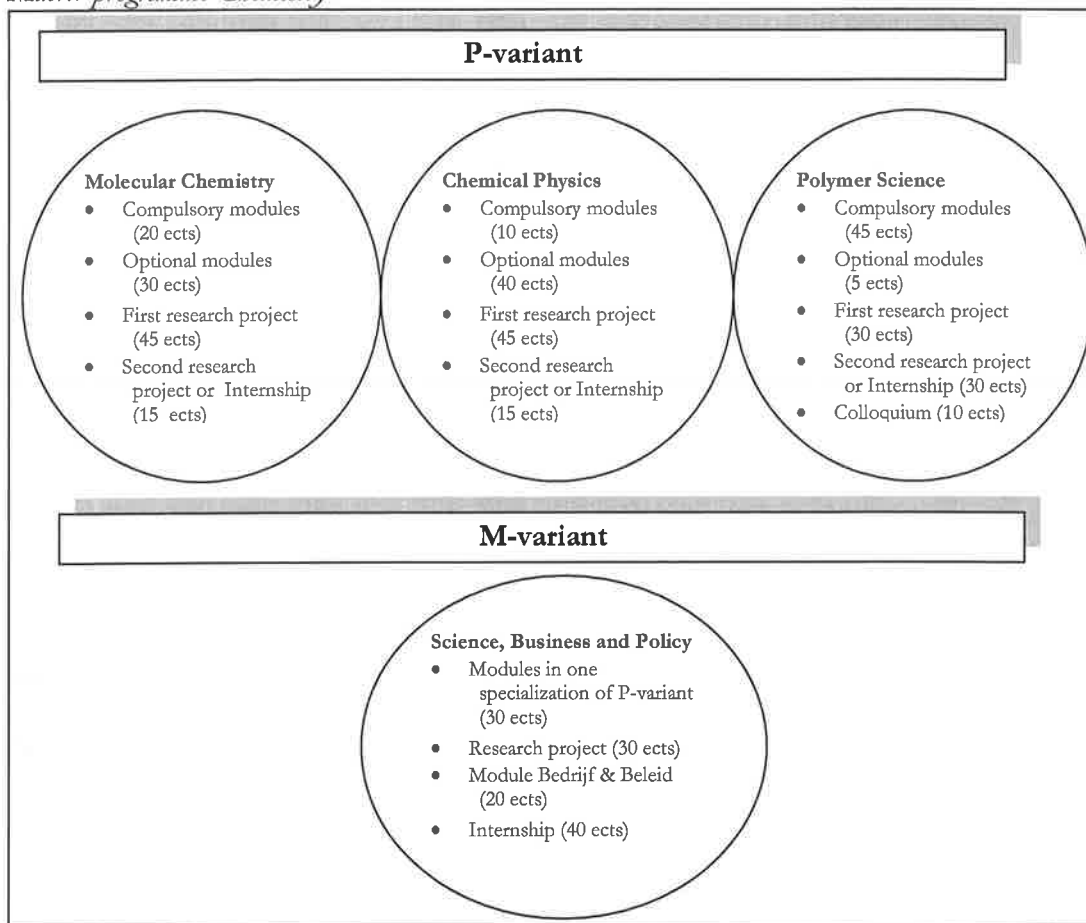 programme Chemistry
P-variant
Molecular Chemistry
• Compulsory modules
(20 ects)
• Optional modules
(30 ects)
• First research project
(45 ects)
• Second research
project or Internship
(15 ects)
Chemical Physics
• Compulsory modules
(10 ects)
• Optional modules
(40 ects)
• First research project
(45 ects)
• Second research
project or Internship
(15 ects)
Polymer Science
• Compulsory modules
(45 ects)
• Optional modules
(5 ects)
• First research project
(30 ects)
• Second research project
or Internship (30 ects)
• Colloquium (10 ects)
M-variant
Science, Business and Policy
• Modules in one
specialization of P-variant
(30 ects)
• Research project (30 ects)
• Module Bedrijf & Beleid
(20 ects)
• Internship (40 ects)